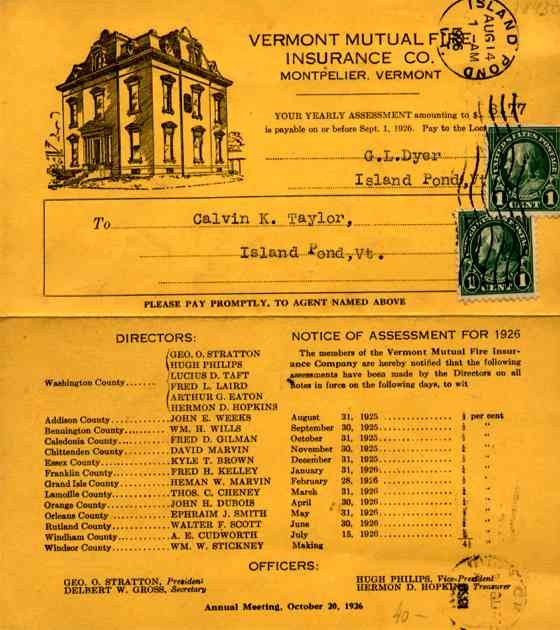 VERMONT MUTUAL FIRE
INSURANCE CO.
MONTPELIER, VERMONT
ISLAND POND
AUG 14
1-AM
1926
YOUR YEARLY ASSESSMENT amounting to $
is payable on or before Sept. 1, 1926. Pay to the
G.L.Dyer
Island Pond,Vt
UNITED STATES POSTAGE
1 CENT 1
To Calvin K. Taylor,
Island Pond,Vt.
1 CENT 1
PLEASE PAY PROMPTLY, TO AGENT NAMED ABOVE
DIRECTORS:
Washington County
GEO. O. STRATTON
HUGH PHILIPS
LUCIUS D. TAFT
FRED L. LAIRD
ARTHUR G. EATON
HERMON D. HOPKINS
Addison County JOHN E. WEEKS
Bennington County WM. H. WILLS
Caledonia County FRED D. GILMAN
Chittenden County DAVID MARVIN
Essex County KYLE T. BROWN
Franklin County FRED H. KELLEY
Grand Isle County HEMAN W. MARVIN
Lamoille County THOS. C. CHENEY
Orange County JOHN H. DUBOIS
Orleans County EPHRAIM J. SMITH
Rutland County WALTER F. SCOTT
Windham County A. E. CUDWORTH
Windsor County WM. W. STICKNEY
NOTICE OF ASSESSMENT FOR 1926
The members of the Vermont Mutual Fire Insur-
ance Company are hereby notified that the following
assessments have been made by the Directors on all
Notes in force on the following days, to wit
August 31, 1925 per cent
September 30, 1925 "
October 31, 1925 "
November 30, 1925 "
December 31, 1925 "
January 31, 1926 "
February 28, 1926 "
March 31, 1926 "
April 30, 1926 "
May 31, 1926 "
June 30, 1926 "
July 15, 1926 "
Making
OFFICERS:
GEO. O. STRATTON, President
DELBERT W. GROSS, Secretary
HUGH PHILIPS, Vice-President
HERMON D. HOPKINS Treasurer
Annual Meeting, October 20, 1926
40-